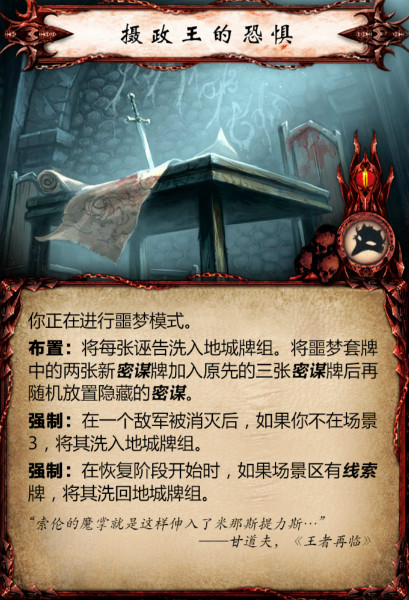 摄政王的恐惧
你正在进行噩梦模式。
布置：将每张诬告洗入地城牌组。将噩梦套牌
中的两张新密谋牌加入原先的三张密谋牌后再
随机放置隐藏的密谋。
强制：在一个敌军被消灭后，如果你不在场景
3，将其洗入地城牌组。
强制：在恢复阶段开始时，如果场景区有线索
牌，将其洗回地城牌组。
“索伦的魔掌就是这样伸入了米那斯提力斯…”
——甘道夫，《王者再临》